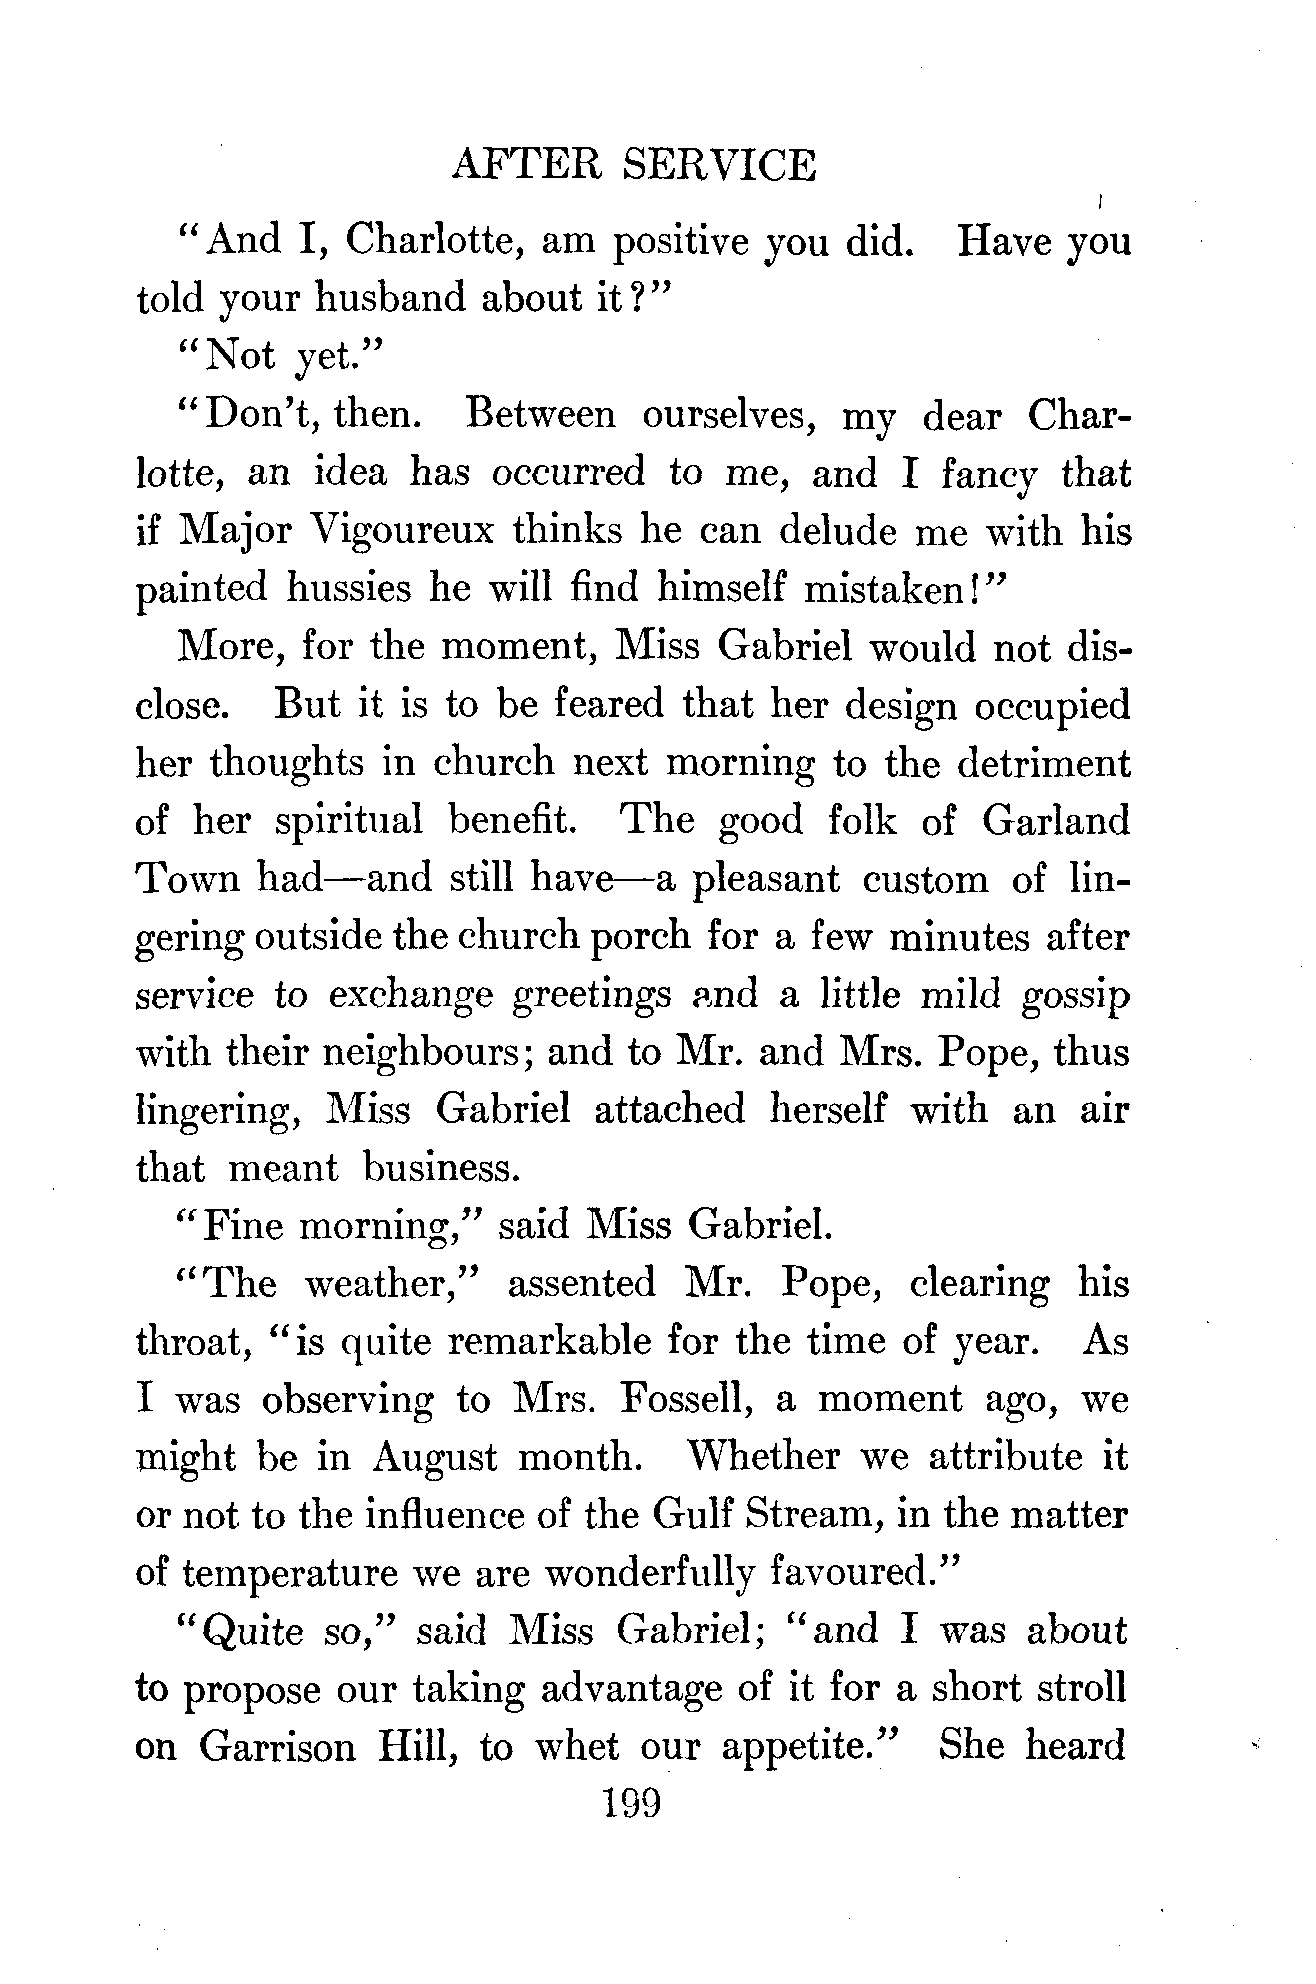 AFTER SERVICE
"And I, Charlotte, am positive you did. Have you
told your husband about it?"
"Not yet."
"Don't, then. Between ourselves, my dear Char-
lotte, an idea has occurred to me, and I fancy that
if Major Vigoureux thinks he can delude me with his
painted hussies he will find himself mistaken!"
More, for the moment, Miss Gabriel would not dis-
close. But it is to be feared that her design occupied
her thoughts in church next morning to the detriment
of her spiritual benefit. The good folk of Garland
Town had—and still have—a pleasant custom of lin-
gering outside the church porch for a few minutes after
service to exchange greetings and a little mild gossip
with their neighbours; and to Mr. and Mrs. Pope, thus
lingering, Miss Gabriel attached herself with an air
that meant business.
"Fine morning," said Miss Gabriel.
"The weather," assented Mr. Pope, clearing his
throat, "is quite remarkable for the time of year. As
I was observing to Mrs. Fossell, a moment ago, we
might be in August month. Whether we attribute it
or not to the influence of the Gulf Stream, in the matter
of temperature we are wonderfully favoured."
"Quite so," said Miss Gabriel; "and I was about
to propose our taking advantage of it for a short stroll
on Garrison Hill, to whet our appetite." She heard
199